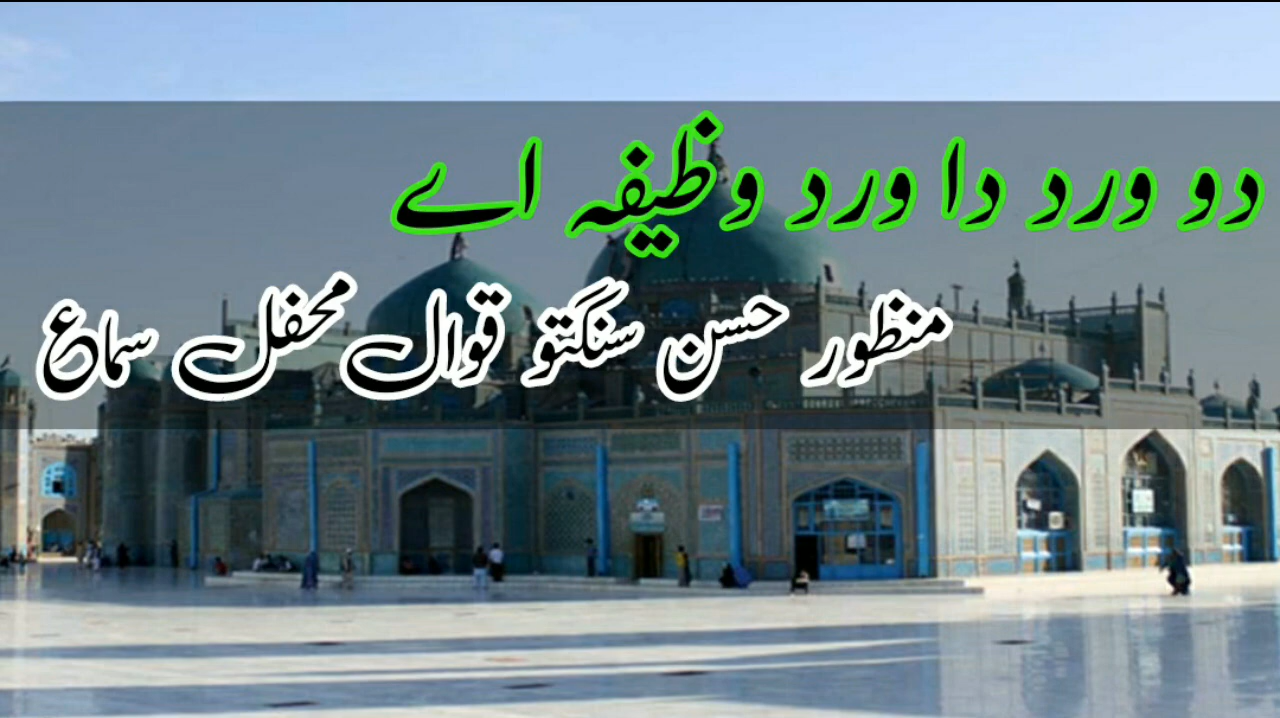 دو ورد دا ورد وظیفہ اے
منظور حسن سنگتو قوال محفل سماع